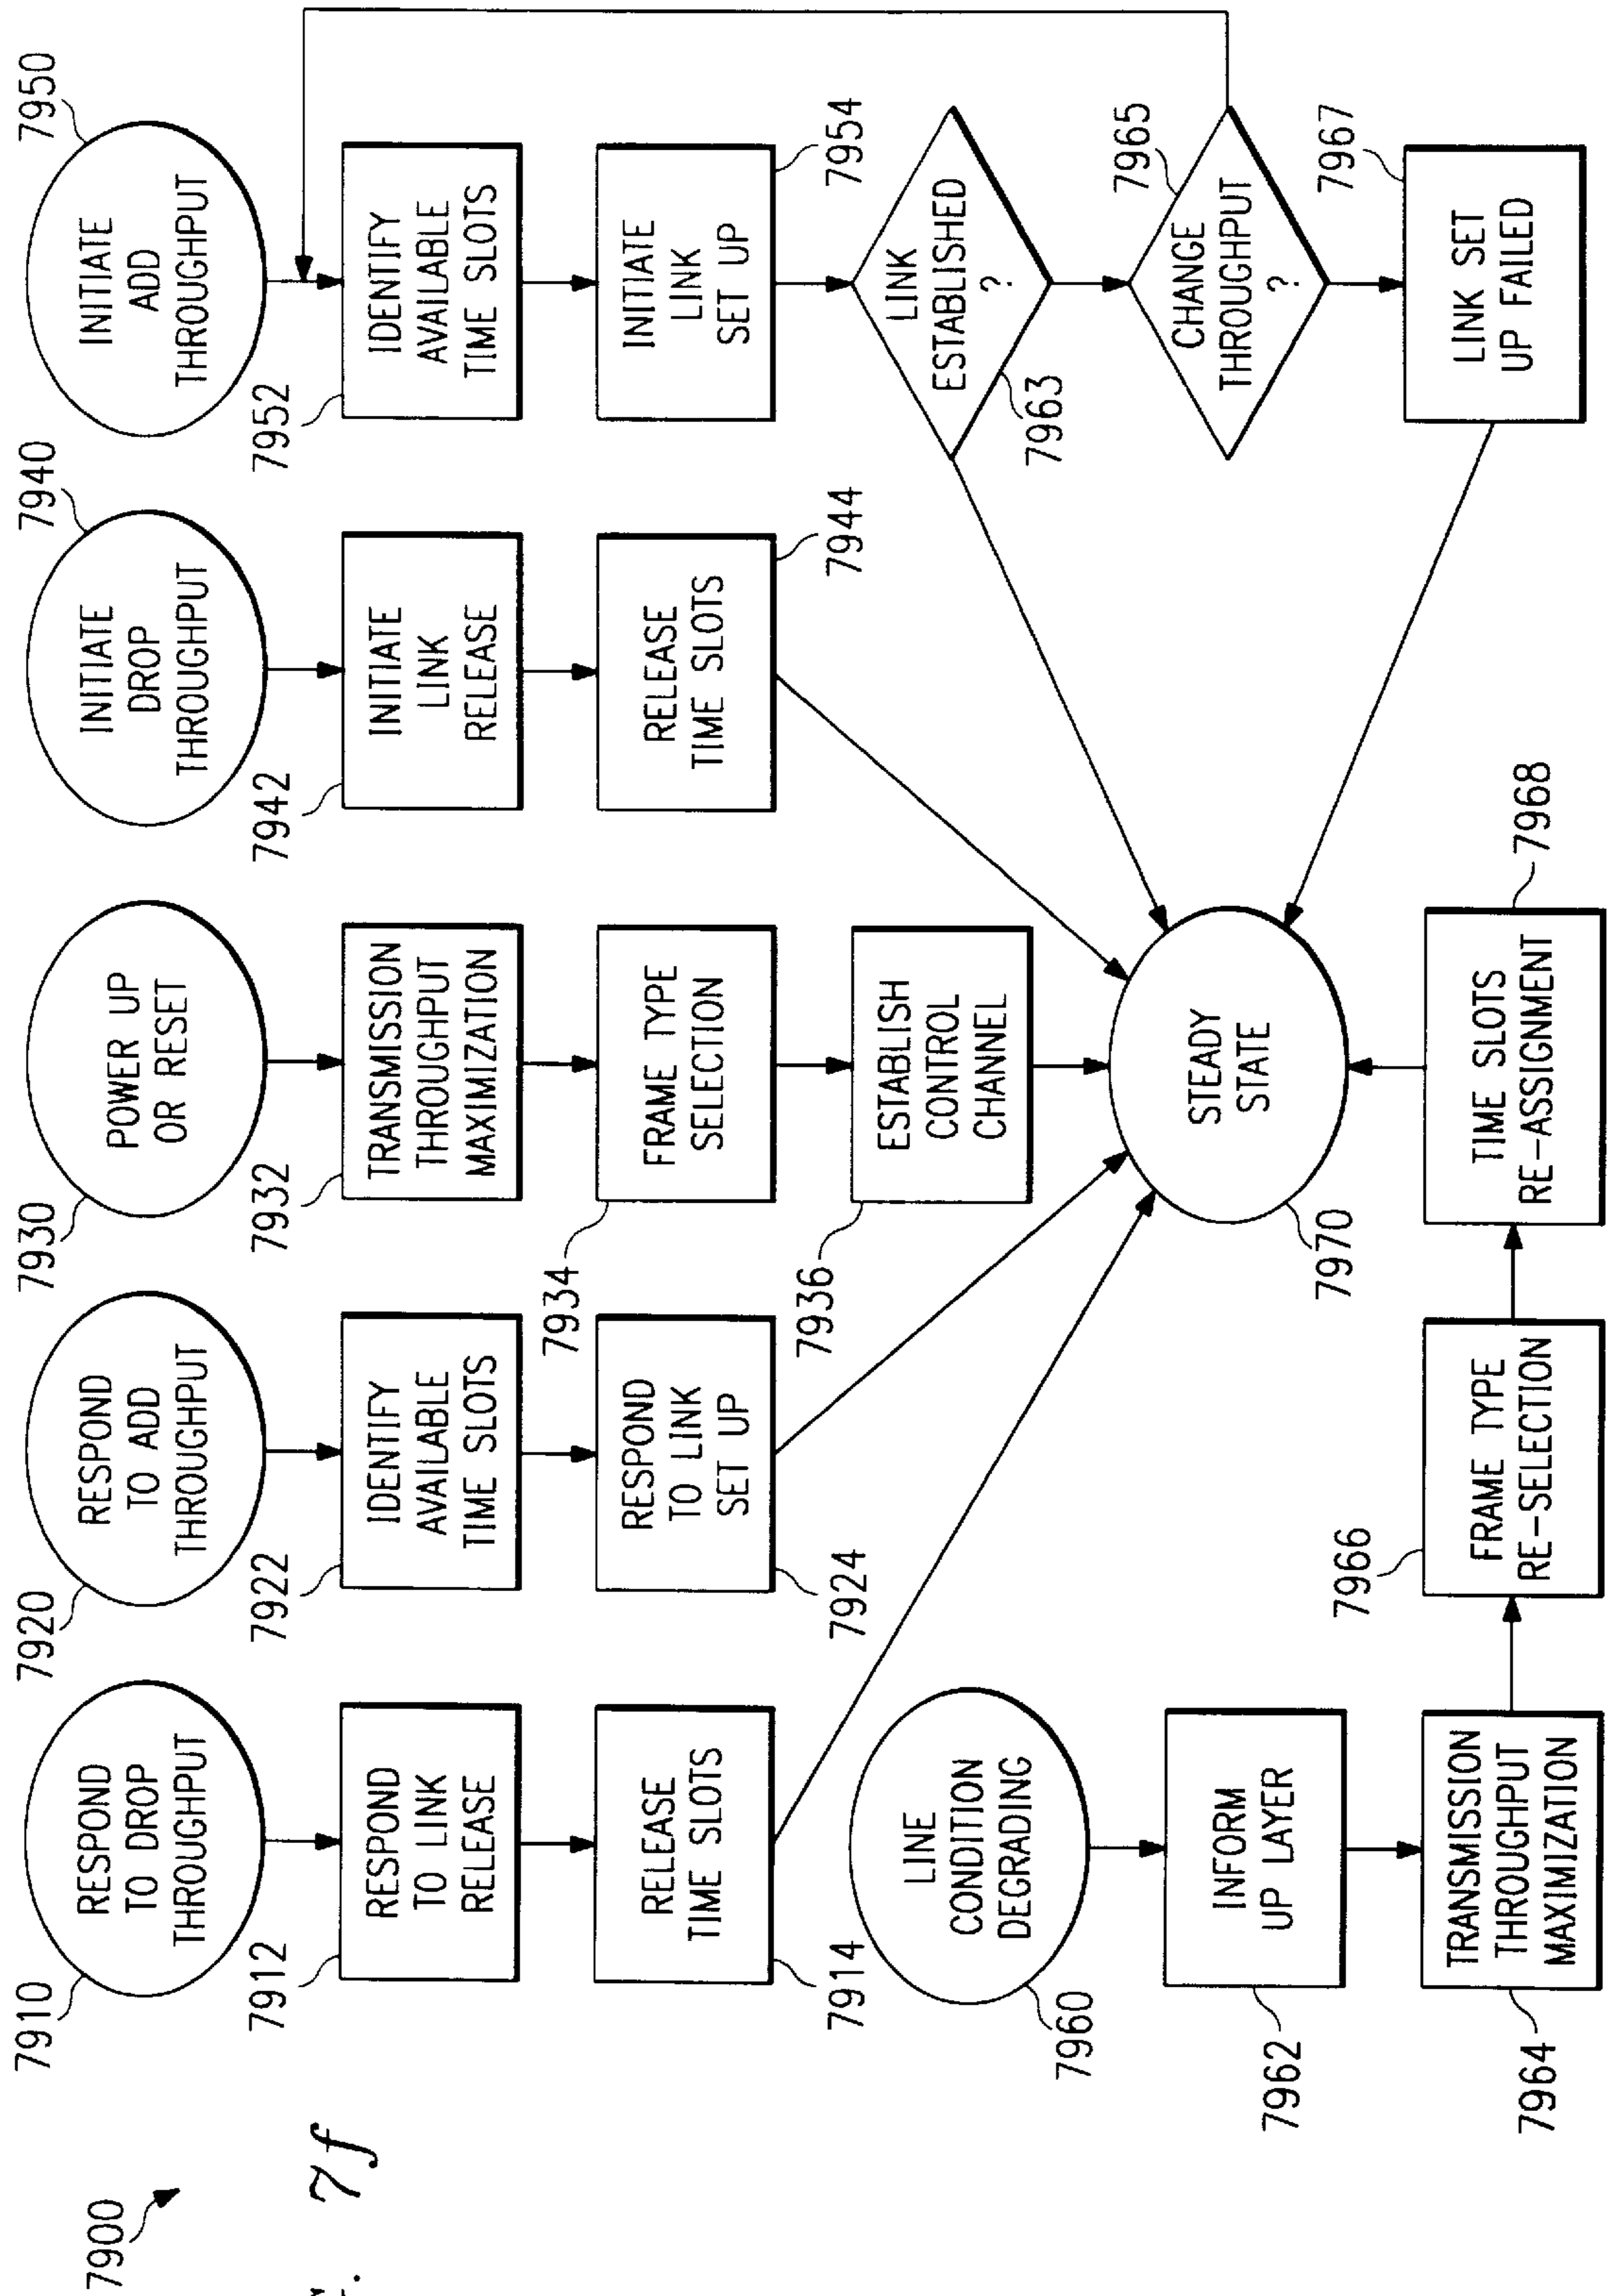 7900
7f
7910
RESPOND
TO DROP
THROUGHPUT
7912
RESPOND
TO LINK
RELEASE
RELEASE
TIME SLOTS
7914
7920
RESPOND
TO ADD
THROUGHPUT
7922
IDENTIFY
AVAILABLE
TIME SLOTS
RESPOND
TO LINK
SET UP
7924
7930
POWER UP
OR RESET
7932
TRANSMISSION
THROUGHPUT
MAXIMIZATION
7934
FRAME TYPE
SELECTION
7936
ESTABLISH
CONTROL
CHANNEL
7940
INITIATE
DROP
THROUGHPUT
7942
INITIATE
LINK
RELEASE
RELEASE
TIME SLOTS
7944
7950
INITIATE
ADD
THROUGHPUT
7952
IDENTIFY
AVAILABLE
TIME SLOTS
INITIATE
LINK
SET UP
7954
LINK
ESTABLISHED
?
7963
7965
CHANGE
THROUGHPUT
?
7967
LINK SET
UP FAILED
LINE
CONDITION
DEGRADING
7960
INFORM
UP LAYER
7962
TRANSMISSION
THROUGHPUT
MAXIMIZATION
7964
7966
FRAME TYPE
RE-SELECTION
TIME SLOTS
RE-ASSIGNMENT
7968
STEADY
STATE
7970